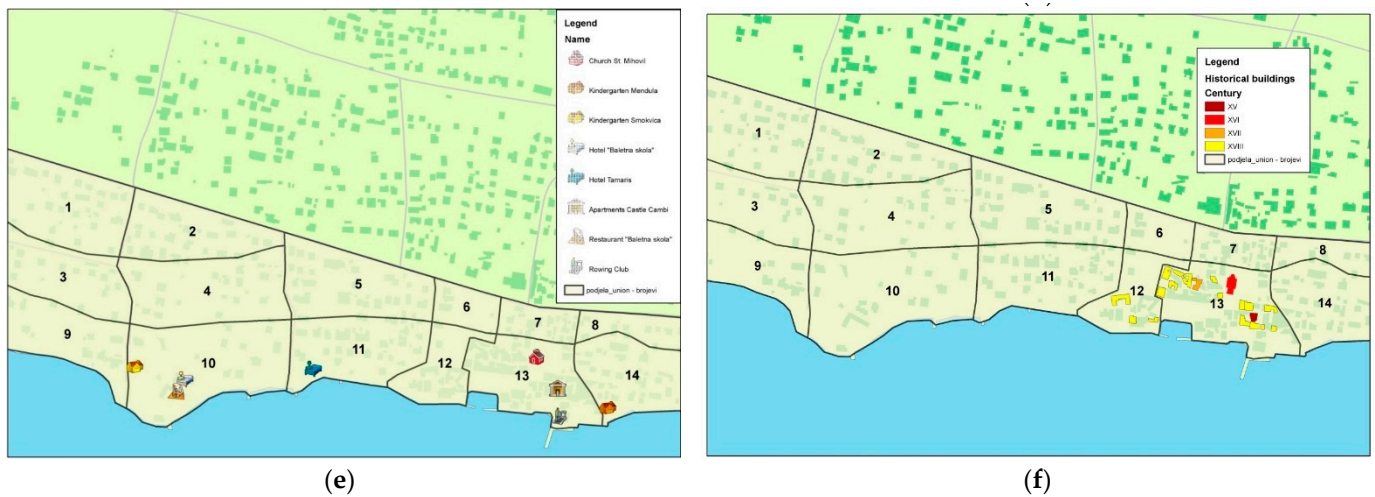 Legend
Name
Church St. Mihovil
Kindergarten Mendula
Kindergarten Smokvica
Hotel "Baletna skola"
Hotel Tamaris
Apartments Castle Cambi
Restaurant "Baletna skola"
Rowing Club
podjela_union - brojevi
1
2
3
4
5
6
7
8
9
10
11
12
13
14
(e)
Legend
Historical buildings
Century
XV
XVI
XVII
XVIII
podjela_union - brojevi
1
2
3
4
5
6
7
8
9
10
11
12
13
14
(f)